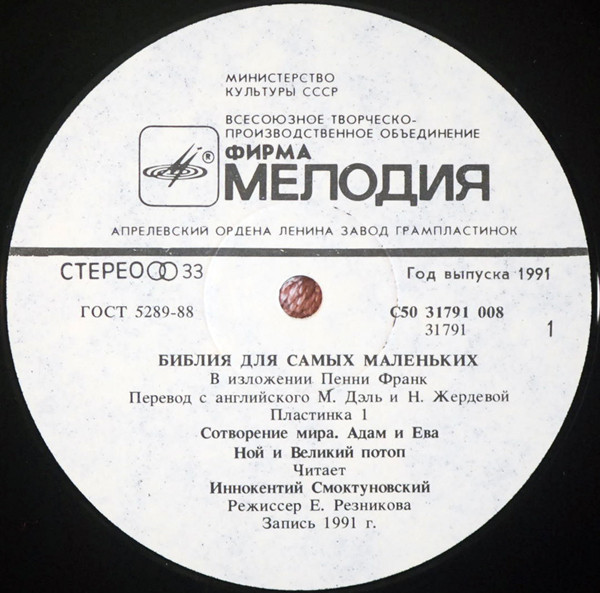 МИНИСТЕРСТВО
КУЛЬТУРЫ СССР
ВСЕСОЮЗНОЕ ТВОРЧЕСКО-
ПРОИЗВОДСТВЕННОЕ ОБЪЕДИНЕНИЕ
®
ФИРМА
МЕЛОДИЯ
АПРЕЛЕВСКИЙ ОРДЕНА ЛЕНИНА ЗАВОД ГРАМПЛАСТИНОК
СТЕРЕО 33 Год выпуска 1991
ГОСТ 5289-88 С50 31791 008
31791 1
БИБЛИЯ ДЛЯ САМЫХ МАЛЕНЬКИХ
В изложении Пенни Франк
Перевод с английского М. Дэль и Н. Жердевой
Пластинка 1
Сотворение мира. Адам и Ева
Ной и Великий потоп
Читает
Иннокентий Смоктуновский
Режиссер Е. Резникова
Запись 1991 г.